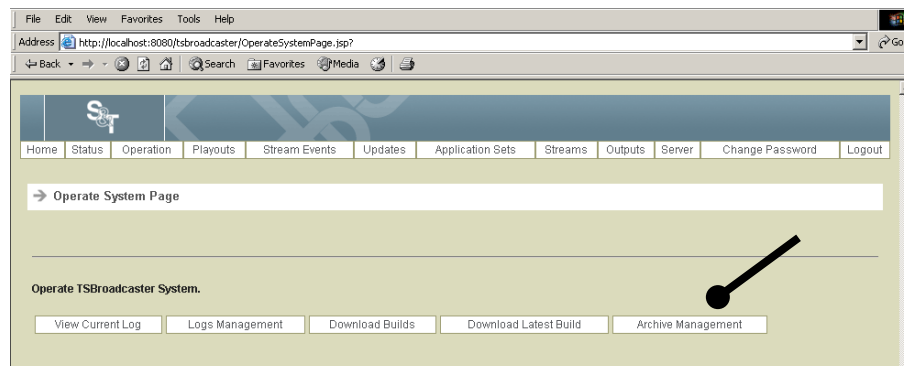 File Edit View Favorites Tools Help
Address http://localhost:8080/tsbroadcaster/OperateSystemPage.jsp? Go
Back Search Favorites Media
S&T
Home Status Operation Playouts Stream Events Updates Application Sets Streams Outputs Server Change Password Logout
Operate System Page
Operate TSBroadcaster System.
View Current Log Logs Management Download Builds Download Latest Build Archive Management